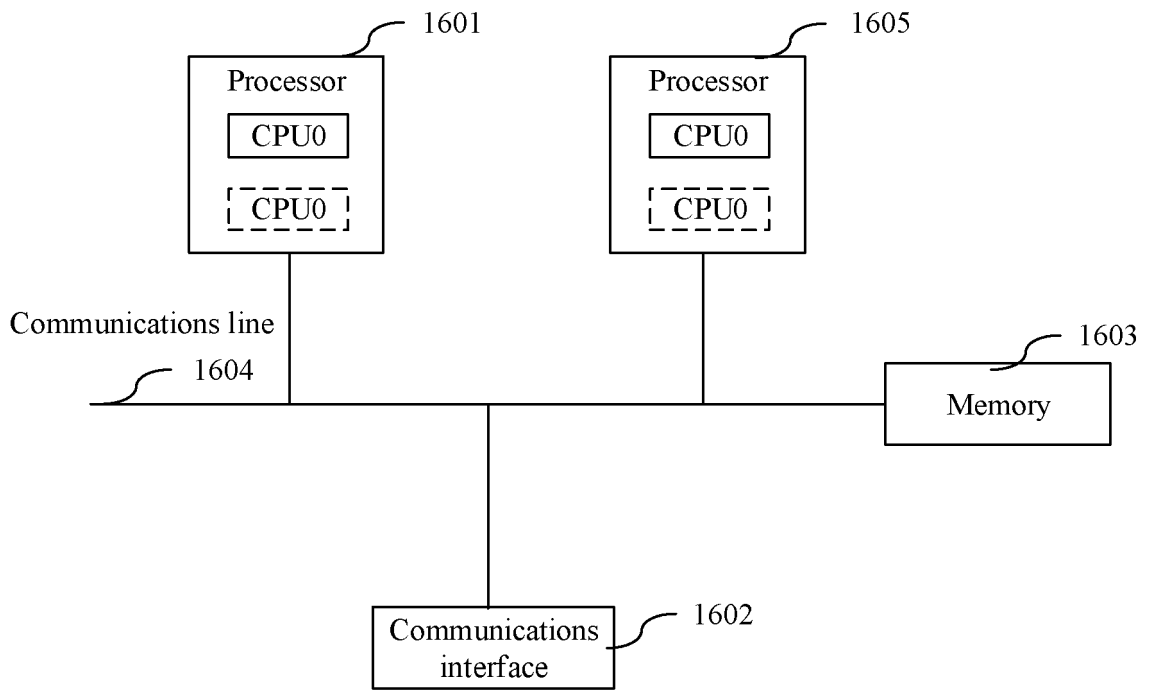 1601
1605
Processor
Processor
CPU0
CPU0
CPU0
CPU0
Communications line
1604
1603
Memory
1602
Communications
interface